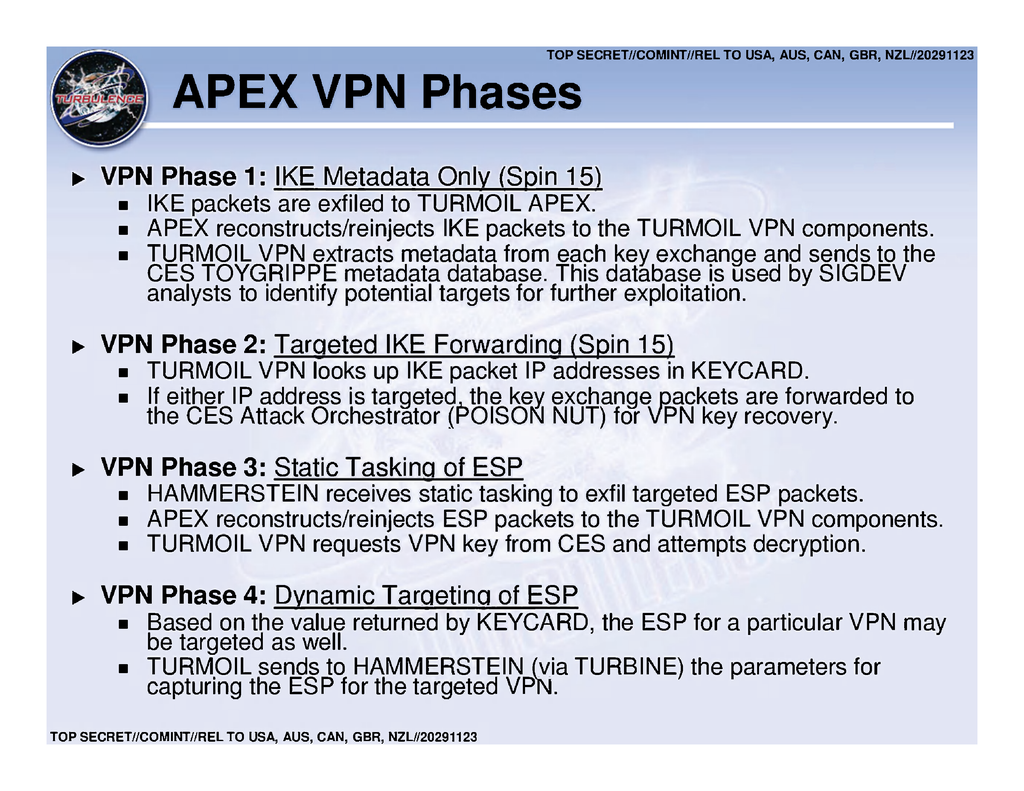 TOP SECRET//COMINT//REL TO USA, AUS, CAN, GBR, NZL//20291123
TURBULENCE
APEX VPN Phases
VPN Phase 1: IKE Metadata Only (Spin 15)
IKE packets are exfiled to TURMOIL APEX.
APEX reconstructs/reinjects IKE packets to the TURMOIL VPN components.
TURMOIL VPN extracts metadata from each key exchange and sends to the
CES TOYGRIPPE metadata database. This database is used by SIGDEV
analysts to identify potential targets for further exploitation.
VPN Phase 2: Targeted IKE Forwarding (Spin 15)
TURMOIL VPN looks up IKE packet IP addresses in KEYCARD.
If either IP address is targeted, the key exchange packets are forwarded to
the CES Attack Orchestrator (POISON NUT) for VPN key recovery.
VPN Phase 3: Static Tasking of ESP
HAMMERSTEIN receives static tasking to exfil targeted ESP packets.
APEX reconstructs/reinjects ESP packets to the TURMOIL VPN components.
TURMOIL VPN requests VPN key from CES and attempts decryption.
VPN Phase 4: Dynamic Targeting of ESP
Based on the value returned by KEYCARD, the ESP for a particular VPN may
be targeted as well.
TURMOIL sends to HAMMERSTEIN (via TURBINE) the parameters for
capturing the ESP for the targeted VPN.
TOP SECRET//COMINT//REL TO USA, AUS, CAN, GBR, NZL//20291123